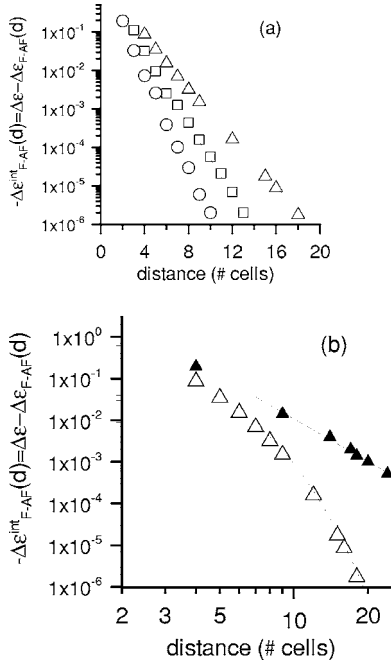 (a)
-Δε^int_F-AF(d)=Δε-Δε_F-AF(d)
1x10^-1
1x10^-2
1x10^-3
1x10^-4
1x10^-5
1x10^-6
0 4 8 12 16 20
distance (# cells)
(b)
-Δε^int_F-AF(d)=Δε-Δε_F-AF(d)
1x10^0
1x10^-1
1x10^-2
1x10^-3
1x10^-4
1x10^-5
1x10^-6
2 3 5 10 20
distance (# cells)